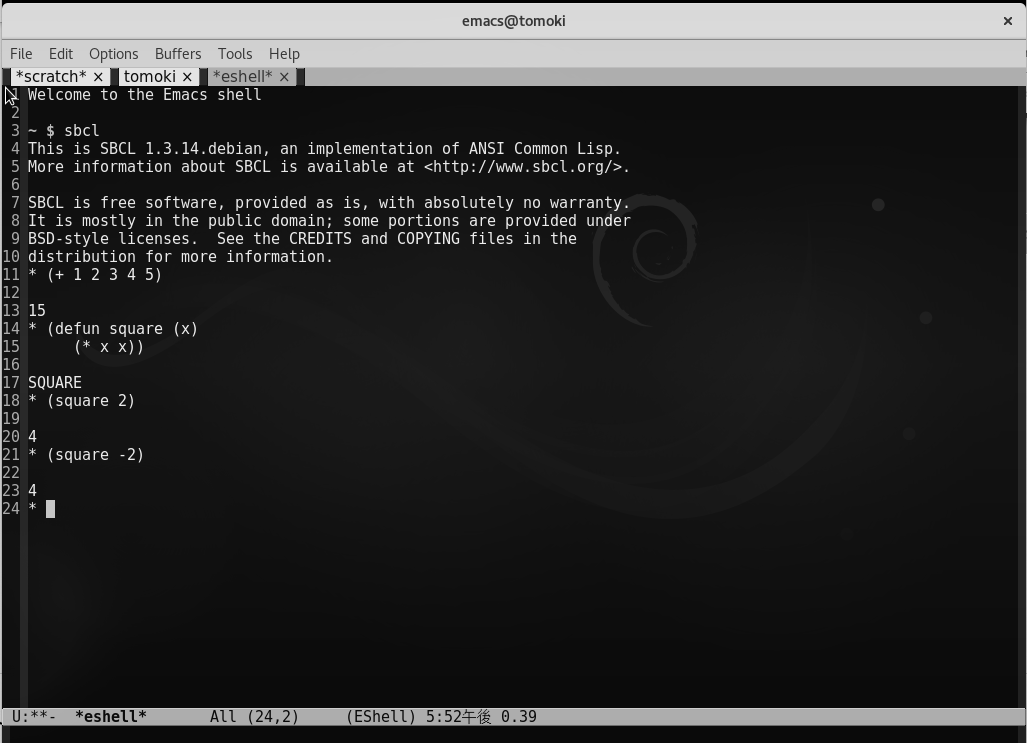 emacs@tomoki ×
File Edit Options Buffers Tools Help
*scratch* × tomoki × *eshell* ×
1 Welcome to the Emacs shell
2
3 ~ $ sbcl
4 This is SBCL 1.3.14.debian, an implementation of ANSI Common Lisp.
5 More information about SBCL is available at <http://www.sbcl.org/>.
6
7 SBCL is free software, provided as is, with absolutely no warranty.
8 It is mostly in the public domain; some portions are provided under
9 BSD-style licenses.  See the CREDITS and COPYING files in the
10 distribution for more information.
11 * (+ 1 2 3 4 5)
12
13 15
14 * (defun square (x)
15      (* x x))
16
17 SQUARE
18 * (square 2)
19
20 4
21 * (square -2)
22
23 4
24 *
U:**-  *eshell*       All (24,2)     (EShell) 5:52午後 0.39